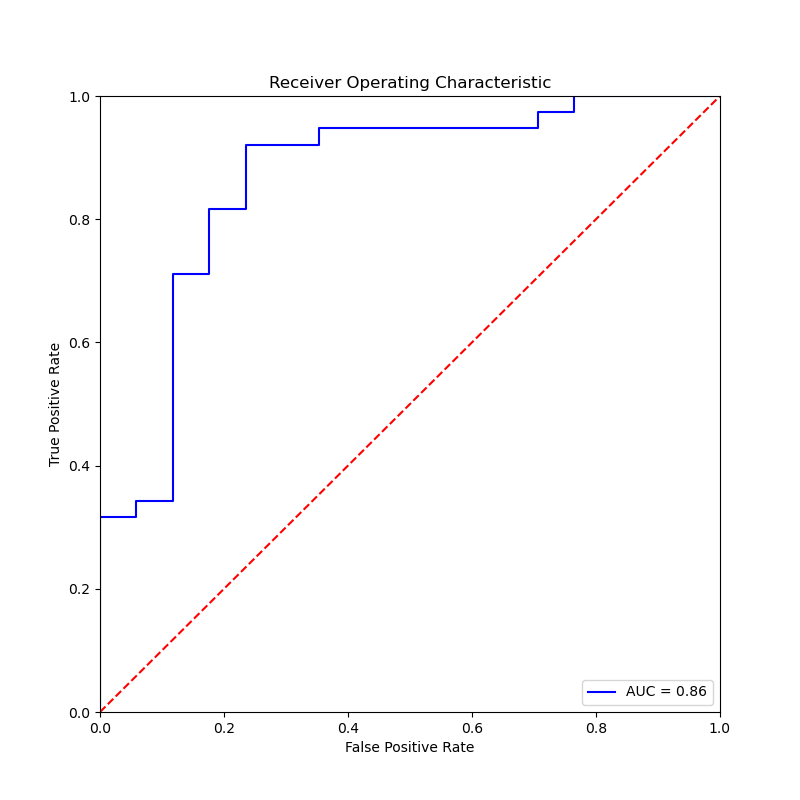 Receiver Operating Characteristic
True Positive Rate
1.0
0.8
0.6
0.4
0.2
0.0
AUC = 0.86
0.0 0.2 0.4 0.6 0.8 1.0
False Positive Rate